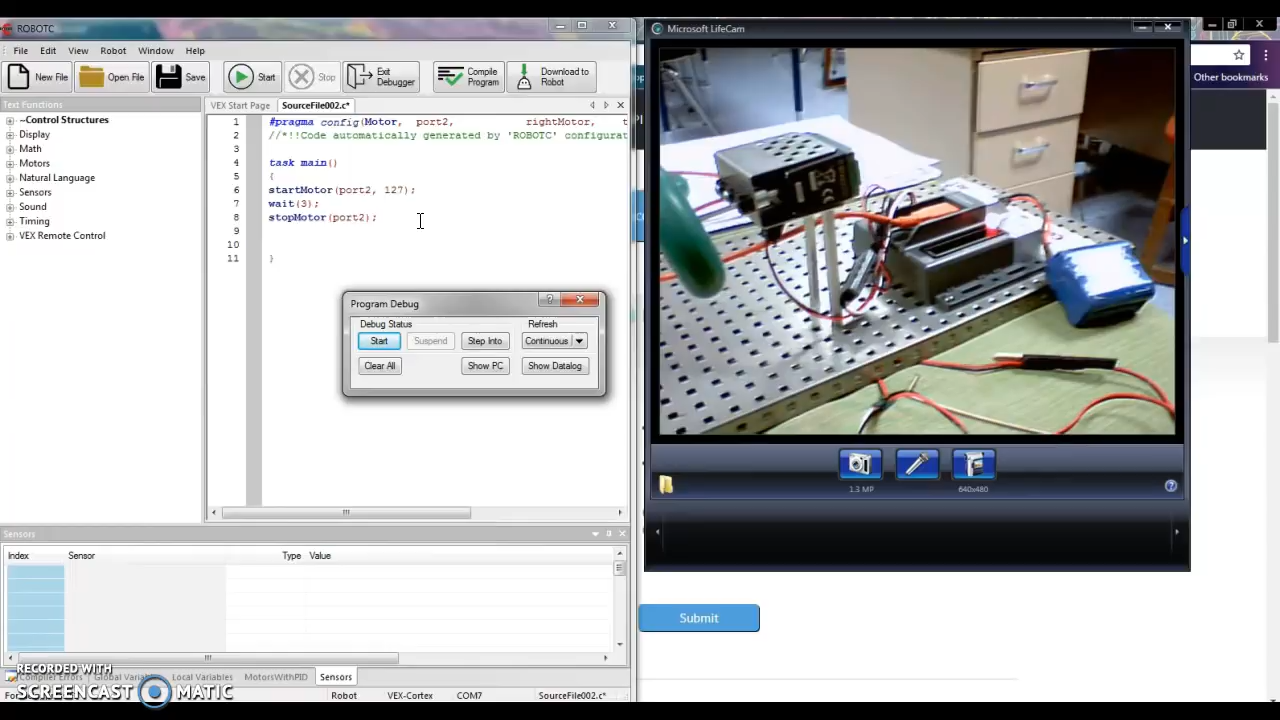 ROBOTC
File Edit View Robot Window Help
New File Open File Save Start Stop Exit Debugger Compile Program Download to Robot
Text Functions
~Control Structures
Display
Math
Motors
Natural Language
Sensors
Sound
Timing
VEX Remote Control
VEX Start Page SourceFile002.c*
1 #pragma config(Motor, port2, rightMotor, t
2 //*!!Code automatically generated by 'ROBOTC' configurat
3
4 task main()
5 {
6 startMotor(port2, 127);
7 wait(3);
8 stopMotor(port2);
9
10
11 }
Program Debug
Debug Status Refresh
Start Suspend Step Into Continuous
Clear All Show PC Show Datalog
Sensors
Index Sensor Type Value
Compiler Errors Global Variables Local Variables MotorsWithPID Sensors
Robot VEX-Cortex COM7 SourceFile002.c*
RECORDED WITH
SCREENCAST MATIC
Microsoft LifeCam
1.3 MP 640x480
Other bookmarks
Submit